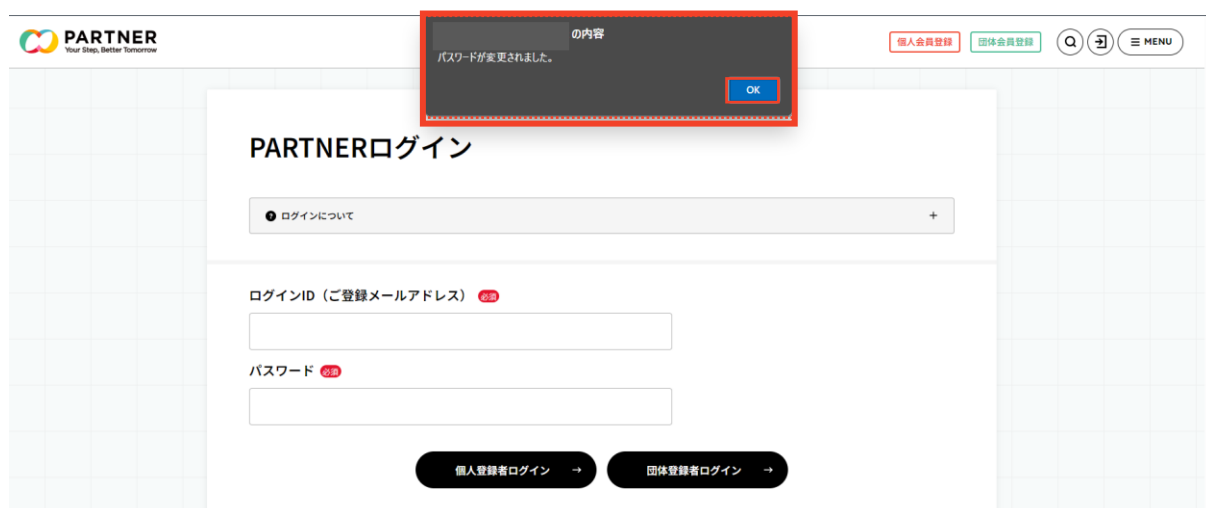 PARTNER
Your Step, Better Tomorrow
の内容
パスワードが変更されました。
OK
個人会員登録
団体会員登録
MENU
PARTNERログイン
ログインについて
ログインID（ご登録メールアドレス） 必須
パスワード 必須
個人登録者ログイン →
団体登録者ログイン →